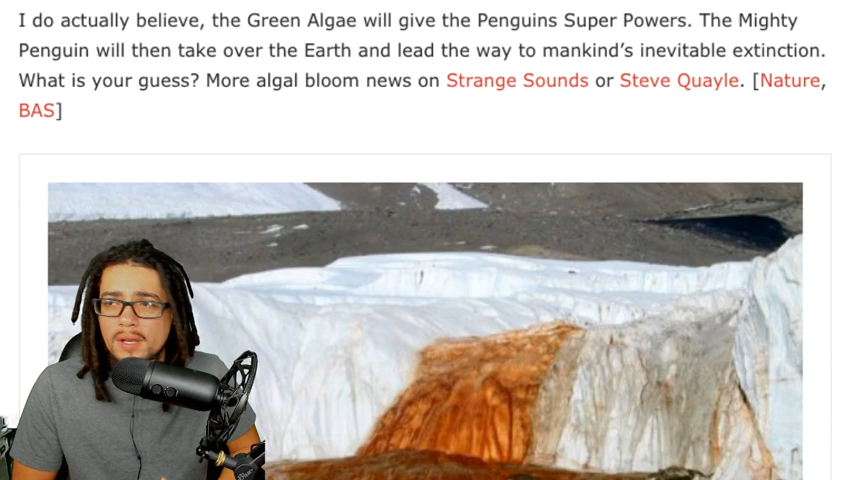 I do actually believe, the Green Algae will give the Penguins Super Powers. The Mighty
Penguin will then take over the Earth and lead the way to mankind’s inevitable extinction.
What is your guess? More algal bloom news on Strange Sounds or Steve Quayle. [Nature,
BAS]